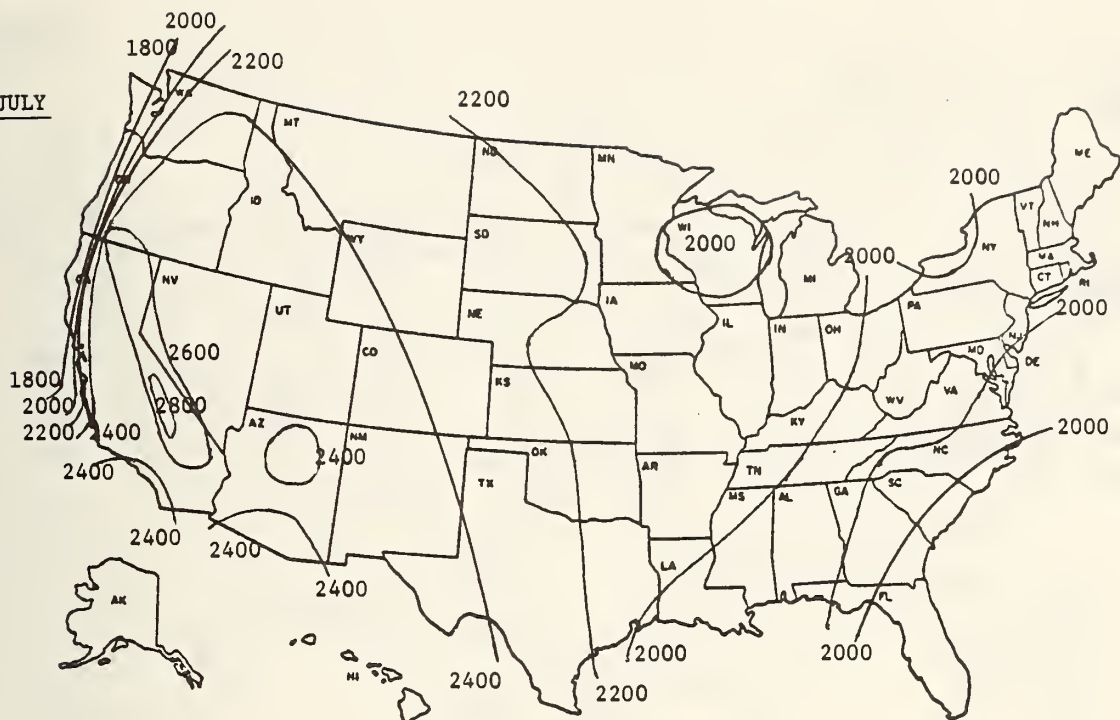 2000
1800
2200
JULY
2200
WA
MT
ND
MN
ME
OR
ID
2000
VT
NH
WI
SD
WY
2000
NY
MA
2000
MI
CT
RI
CA
NV
IA
NE
PA
UT
IL
IN
OH
2000
NJ
2600
CO
MD
MO
DE
1800
KS
WV
VA
2000
2800
2200
2400
AZ
NM
KY
2000
2400
OK
NC
2400
AR
TN
TX
MS
AL
GA
SC
2400
2400
LA
2400
AK
FL
HI
2400
2000
2000
2200